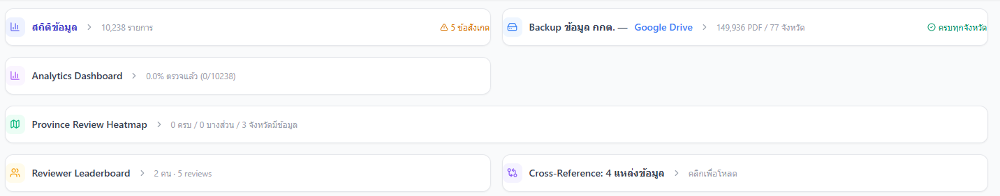 สถิติข้อมูล > 10,238 รายการ 5 ข้อสังเกต
Backup ข้อมูล กกต. — Google Drive > 149,936 PDF / 77 จังหวัด ครบทุกจังหวัด
Analytics Dashboard > 0.0% ตรวจแล้ว (0/10238)
Province Review Heatmap > 0 ครบ / 0 บางส่วน / 3 จังหวัดมีข้อมูล
Reviewer Leaderboard > 2 คน · 5 reviews
Cross-Reference: 4 แหล่งข้อมูล > คลิกเพื่อโหลด